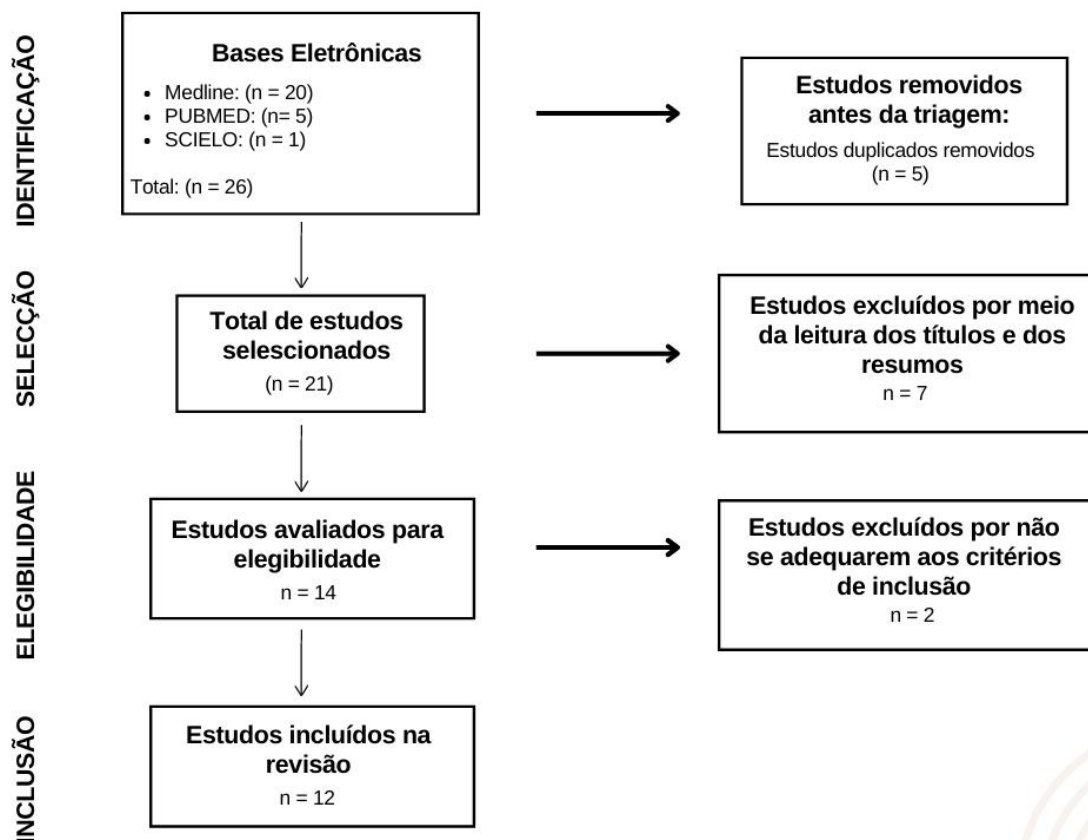 IDENTIFICAÇÃO
Bases Eletrônicas
• Medline: (n = 20)
• PUBMED: (n= 5)
• SCIELO: (n = 1)
Total: (n = 26)
Estudos removidos
antes da triagem:
Estudos duplicados removidos
(n = 5)
SELECÇÃO
Total de estudos
selescionados
(n = 21)
Estudos excluídos por meio
da leitura dos títulos e dos
resumos
n = 7
ELEGIBILIDADE
Estudos avaliados para
elegibilidade
n = 14
Estudos excluídos por não
se adequarem aos critérios
de inclusão
n = 2
INCLUSÃO
Estudos incluídos na
revisão
n = 12